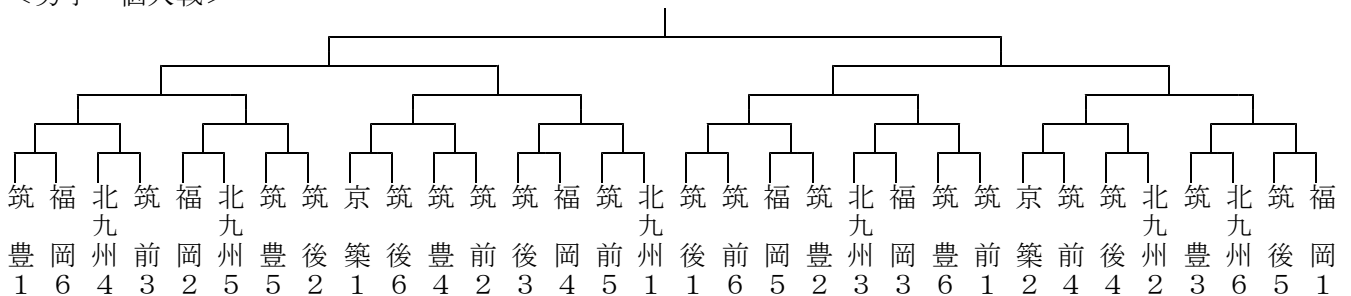 ＜男子　個人戦＞
筑豊1
福岡6
北九州4
筑前3
福岡2
北九州5
筑豊5
筑後2
京築1
筑後6
筑豊4
筑前2
筑後3
福岡4
筑前5
北九州1
筑後1
筑前6
福岡5
筑豊2
北九州3
福岡3
筑豊6
筑前1
京築2
筑前4
筑後4
北九州2
筑豊3
北九州6
筑後5
福岡1